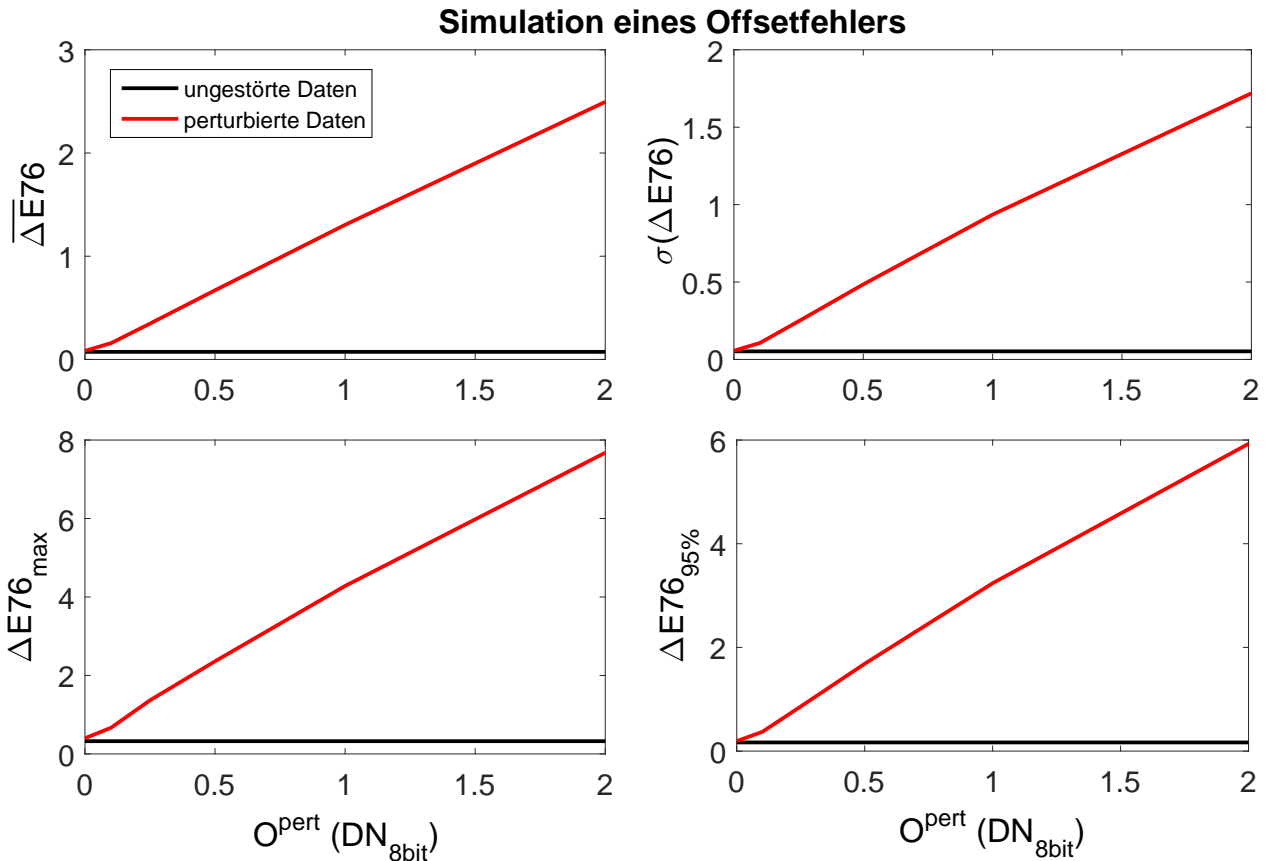 Simulation eines Offsetfehlers
3
2
1
0
0 0.5 1 1.5 2
ΔE76
ungestörte Daten
perturbierte Daten
2
1.5
1
0.5
0
0 0.5 1 1.5 2
σ(ΔE76)
8
6
4
2
0
0 0.5 1 1.5 2
ΔE76max
Opert (DN8bit)
6
4
2
0
0 0.5 1 1.5 2
ΔE7695%
Opert (DN8bit)